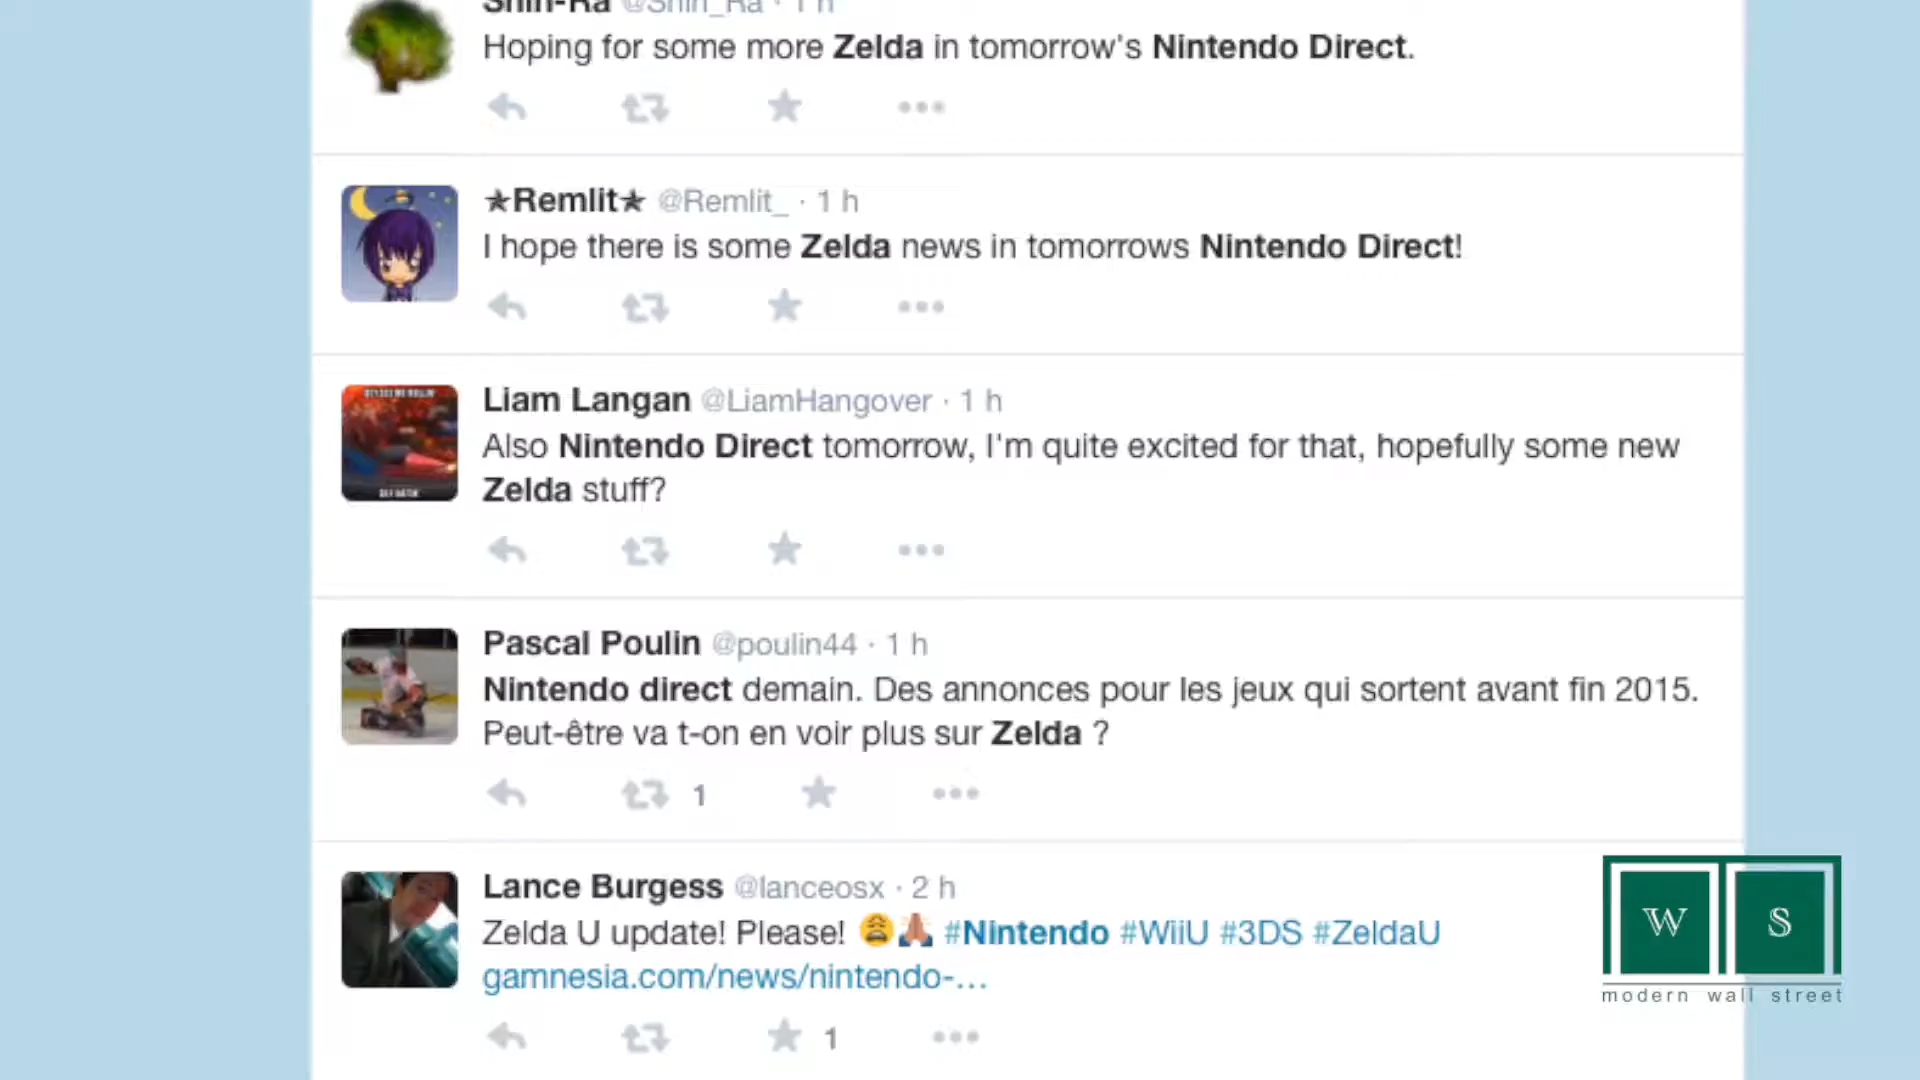 Shin-Ra @Shin_Ra · 1 h
Hoping for some more Zelda in tomorrow's Nintendo Direct.
★Remlit★ @Remlit_ · 1 h
I hope there is some Zelda news in tomorrows Nintendo Direct!
Liam Langan @LiamHangover · 1 h
Also Nintendo Direct tomorrow, I'm quite excited for that, hopefully some new
Zelda stuff?
Pascal Poulin @poulin44 · 1 h
Nintendo direct demain. Des annonces pour les jeux qui sortent avant fin 2015.
Peut-être va t-on en voir plus sur Zelda ?
1
Lance Burgess @lanceosx · 2 h
Zelda U update! Please! 😩🙏 #Nintendo #WiiU #3DS #ZeldaU
gamnesia.com/news/nintendo-...
1
W S
modern wall street